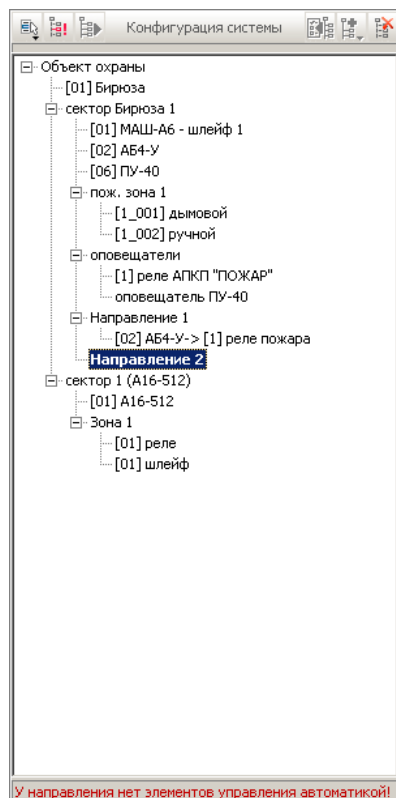 Конфигурация системы
Объект охраны
[01] Бирюза
сектор Бирюза 1
[01] МАШ-А6 - шлейф 1
[02] АБ4-У
[06] ПУ-40
пож. зона 1
[1_001] дымовой
[1_002] ручной
оповещатели
[1] реле АПКП "ПОЖАР"
оповещатель ПУ-40
Направление 1
[02] АБ4-У-> [1] реле пожара
Направление 2
сектор 1 (А16-512)
[01] А16-512
Зона 1
[01] реле
[01] шлейф
У направления нет элементов управления автоматикой!